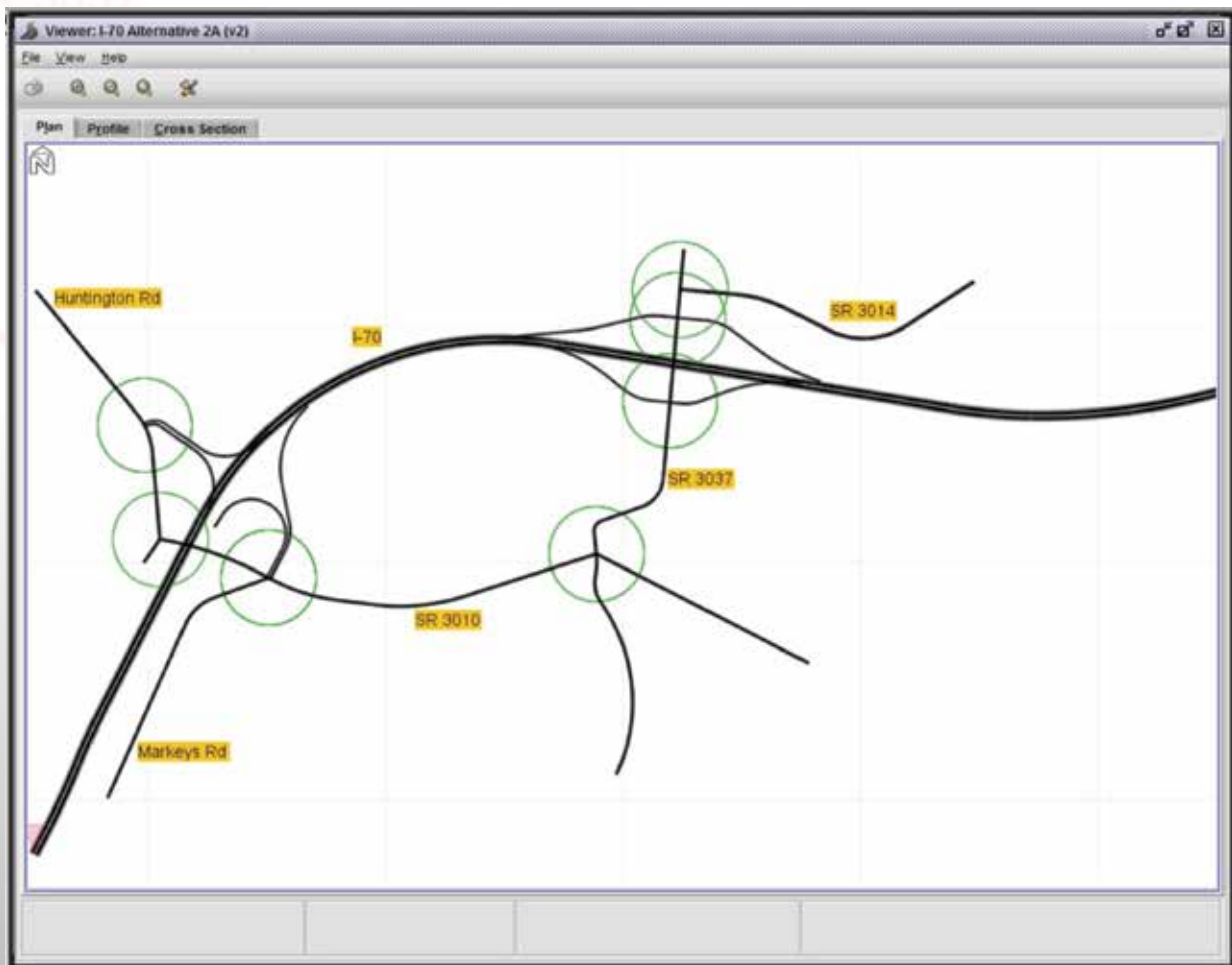 Viewer: I-70 Alternative 2A (v2)
File View Help
Plan Profile Cross Section
N
Huntington Rd
SR 3014
I-70
SR 3037
SR 3010
Markeys Rd